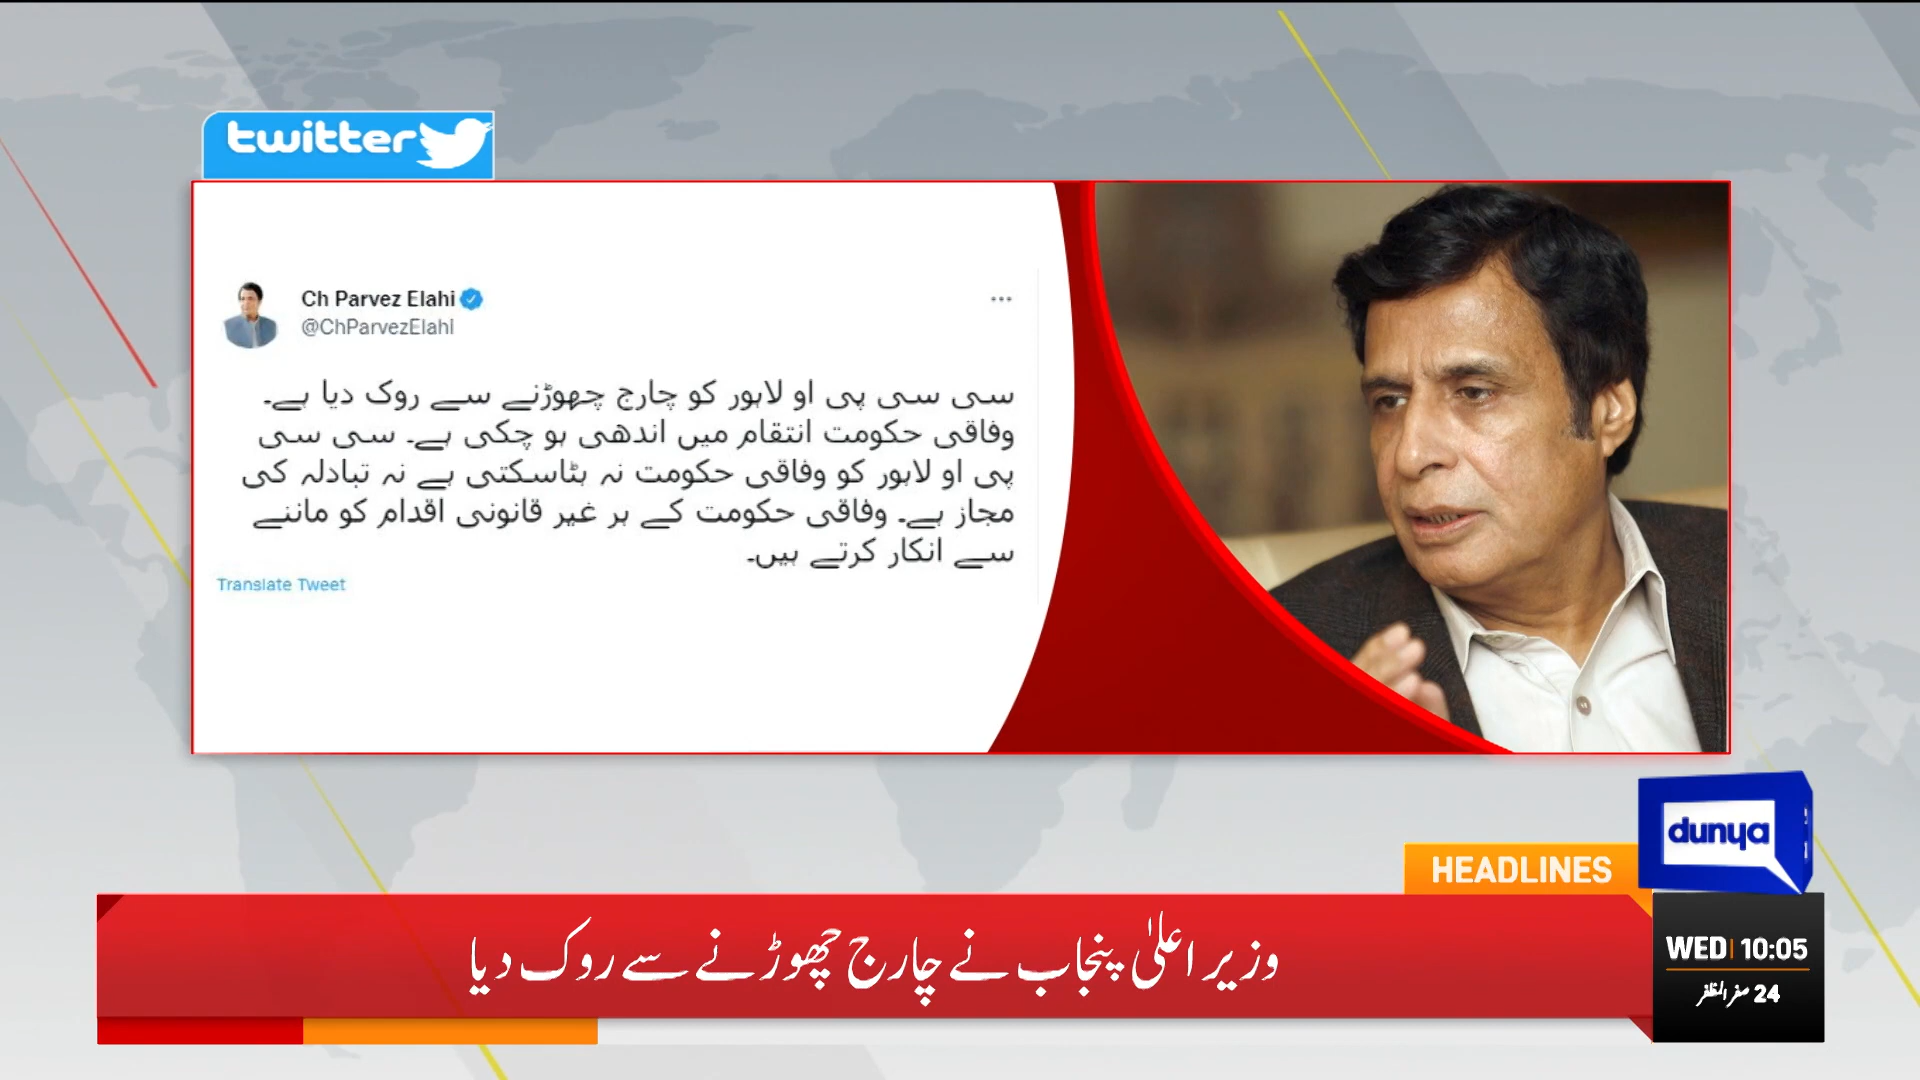 twitter
Ch Parvez Elahi
@ChParvezElahi
سی سی پی او لاہور کو چارج چھوڑنے سے روک دیا ہے۔
وفاقی حکومت انتقام میں اندھی ہو چکی ہے۔ سی سی
پی او لاہور کو وفاقی حکومت نہ ہٹاسکتی ہے نہ تبادلہ کی
مجاز ہے۔ وفاقی حکومت کے ہر غیر قانونی اقدام کو ماننے
سے انکار کرتے ہیں۔
Translate Tweet
dunya
HEADLINES
وزیر اعلیٰ پنجاب نے چارج چھوڑنے سے روک دیا
WED 10:05
24 صفر المظفر